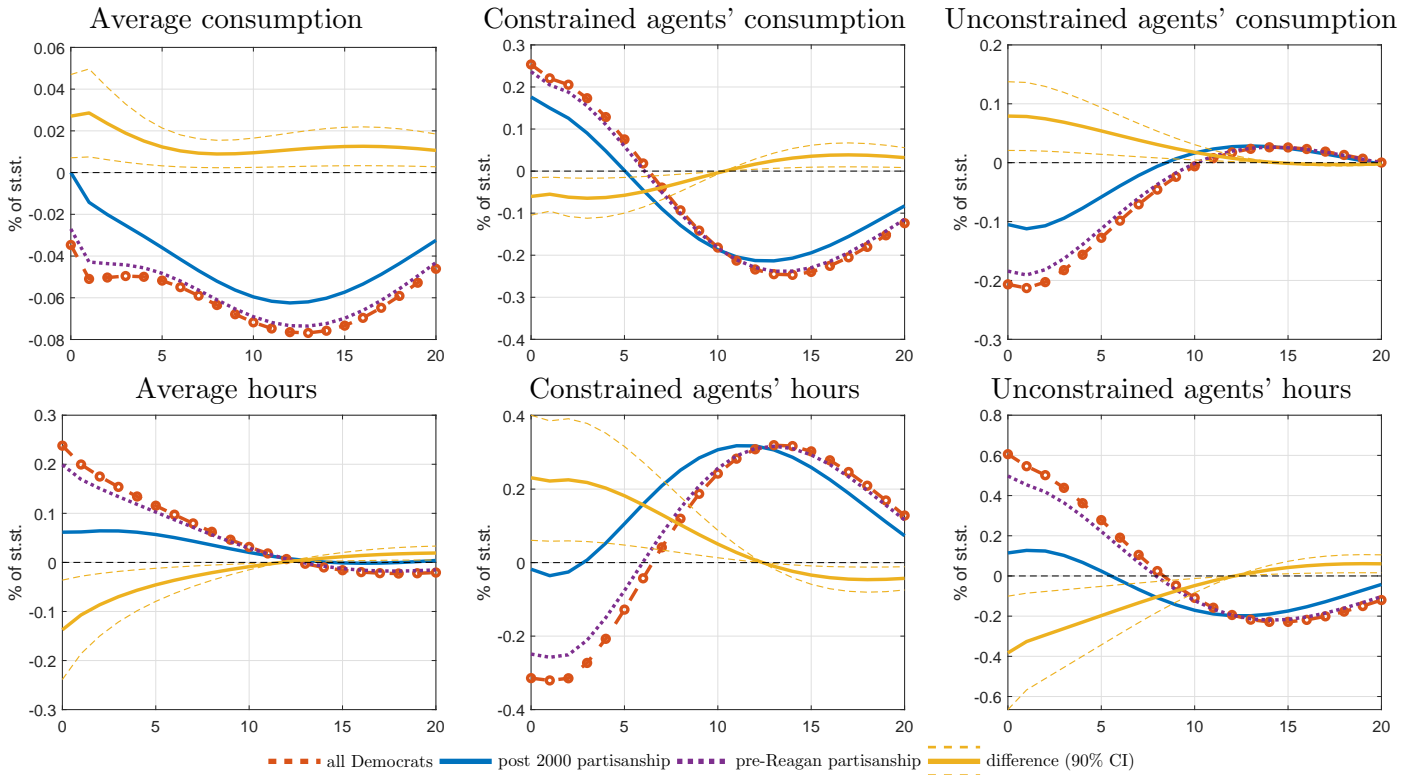 Average consumption
Constrained agents' consumption
Unconstrained agents' consumption
% of st.st.
0.06
0.04
0.02
0
-0.02
-0.04
-0.06
-0.08
0 5 10 15 20
% of st.st.
0.3
0.2
0.1
0
-0.1
-0.2
-0.3
-0.4
0 5 10 15 20
% of st.st.
0.2
0.1
0
-0.1
-0.2
-0.3
0 5 10 15 20
Average hours
Constrained agents' hours
Unconstrained agents' hours
% of st.st.
0.3
0.2
0.1
0
-0.1
-0.2
-0.3
0 5 10 15 20
% of st.st.
0.4
0.2
0
-0.2
-0.4
0 5 10 15 20
% of st.st.
0.8
0.6
0.4
0.2
0
-0.2
-0.4
-0.6
0 5 10 15 20
all Democrats post 2000 partisanship pre-Reagan partisanship difference (90% CI)